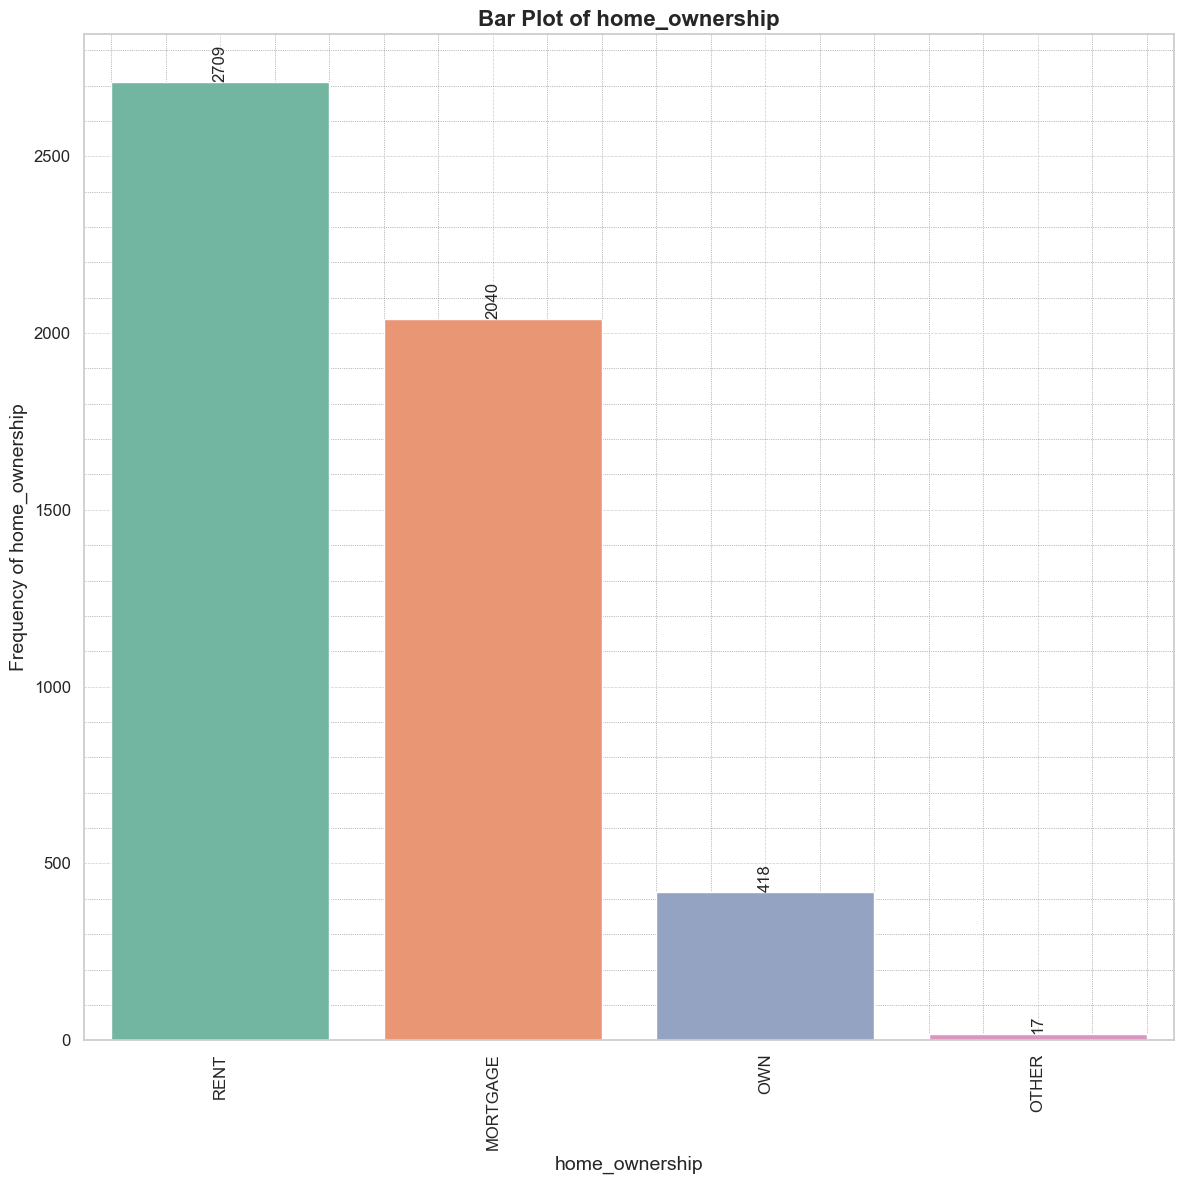 Bar Plot of home_ownership
Frequency of home_ownership
2500
2000
1500
1000
500
0
2709
2040
418
17
RENT
MORTGAGE
OWN
OTHER
home_ownership